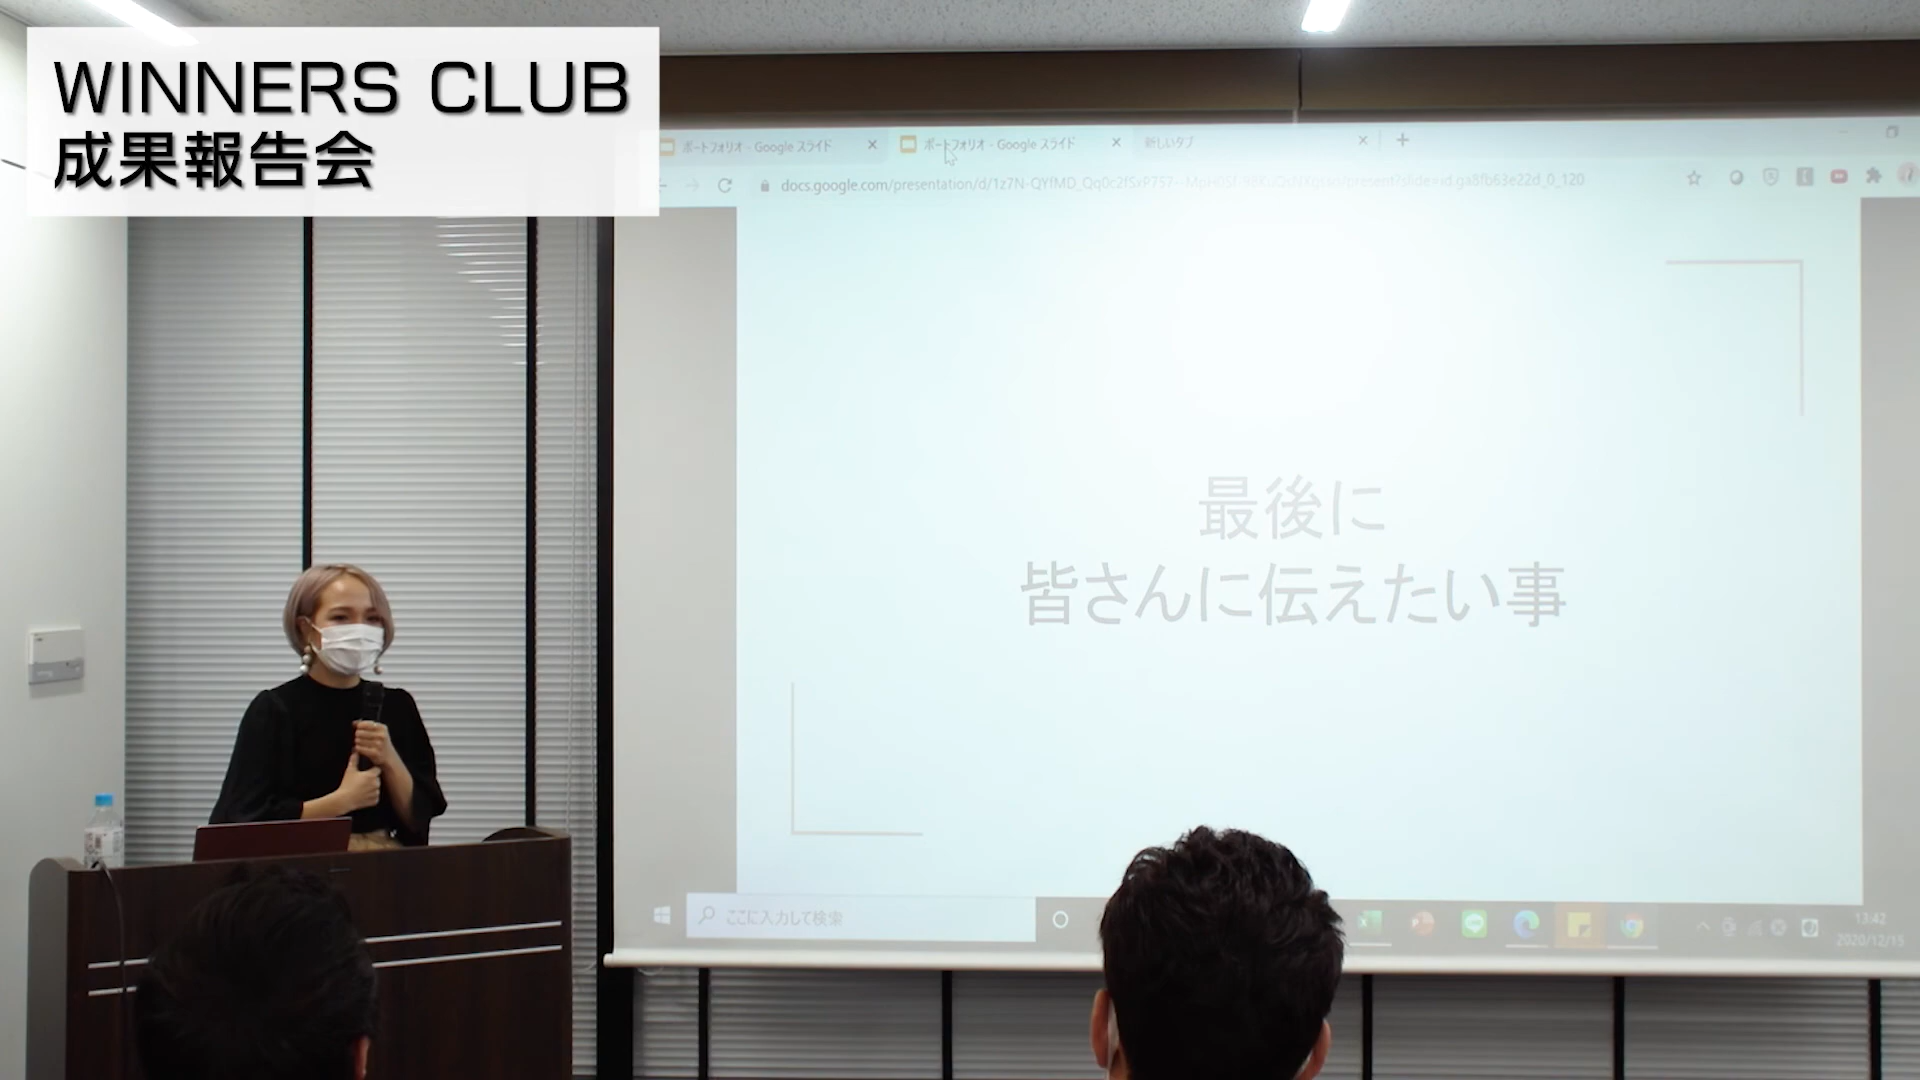 WINNERS CLUB
成果報告会
ポートフォリオ - Google スライド
ポートフォリオ - Google スライド
新しいタブ
最後に
皆さんに伝えたい事
ここに入力して検索
13:42
2020/12/15